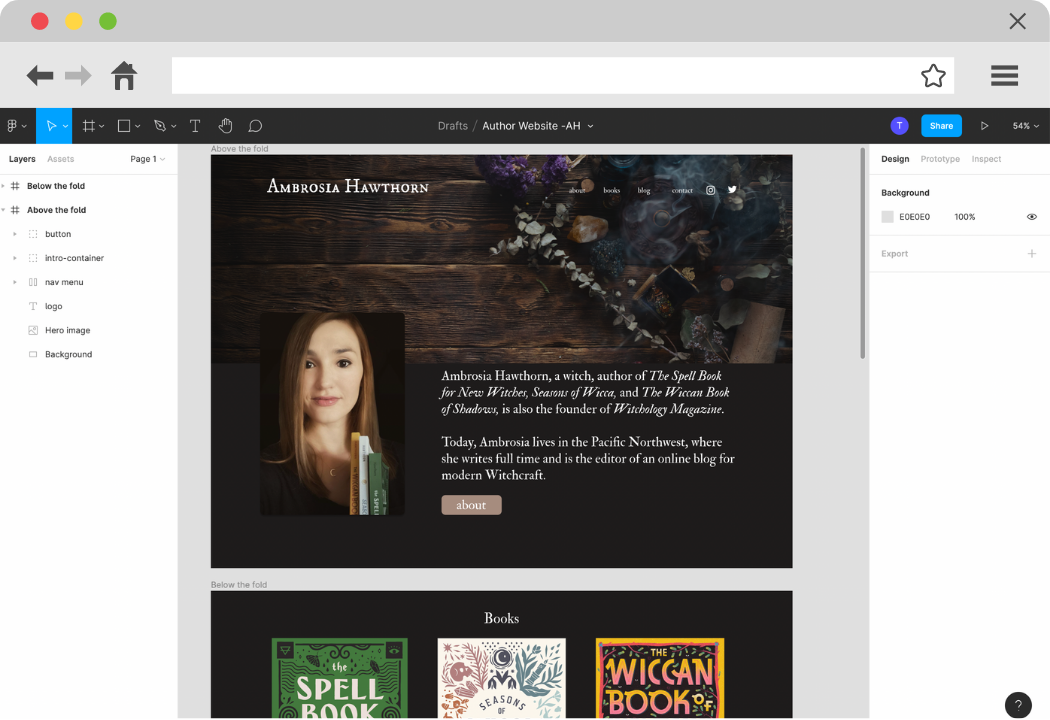 Drafts / Author Website -AH
T
Share
54%
Layers
Assets
Page 1
Below the fold
Above the fold
button
intro-container
nav menu
logo
Hero image
Background
Above the fold
Ambrosia Hawthorn
about
books
blog
contact
Ambrosia Hawthorn, a witch, author of The Spell Book
for New Witches, Seasons of Wicca, and The Wiccan Book
of Shadows, is also the founder of Witchology Magazine.
Today, Ambrosia lives in the Pacific Northwest, where
she writes full time and is the editor of an online blog for
modern Witchcraft.
about
Below the fold
Books
the
SPELL
BOOK
SEASONS
OF
THE
WICCAN
BOOK OF
Design
Prototype
Inspect
Background
E0E0E0
100%
Export
?